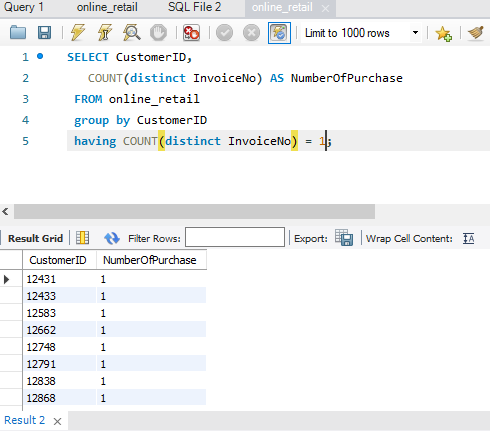 Query 1 online_retail SQL File 2 online_retail ×
Limit to 1000 rows
1 SELECT CustomerID,
2 COUNT(distinct InvoiceNo) AS NumberOfPurchase
3 FROM online_retail
4 group by CustomerID
5 having COUNT(distinct InvoiceNo) = 1;
Result Grid Filter Rows: Export: Wrap Cell Content: IA
CustomerID NumberOfPurchase
12431 1
12433 1
12583 1
12662 1
12748 1
12791 1
12838 1
12868 1
Result 2 ×